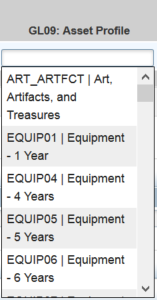 GL09: Asset Profile
ART_ARTFCT | Art,
Artifacts, and
Treasures
EQUIP01 | Equipment
- 1 Year
EQUIP04 | Equipment
- 4 Years
EQUIP05 | Equipment
- 5 Years
EQUIP06 | Equipment
- 6 Years